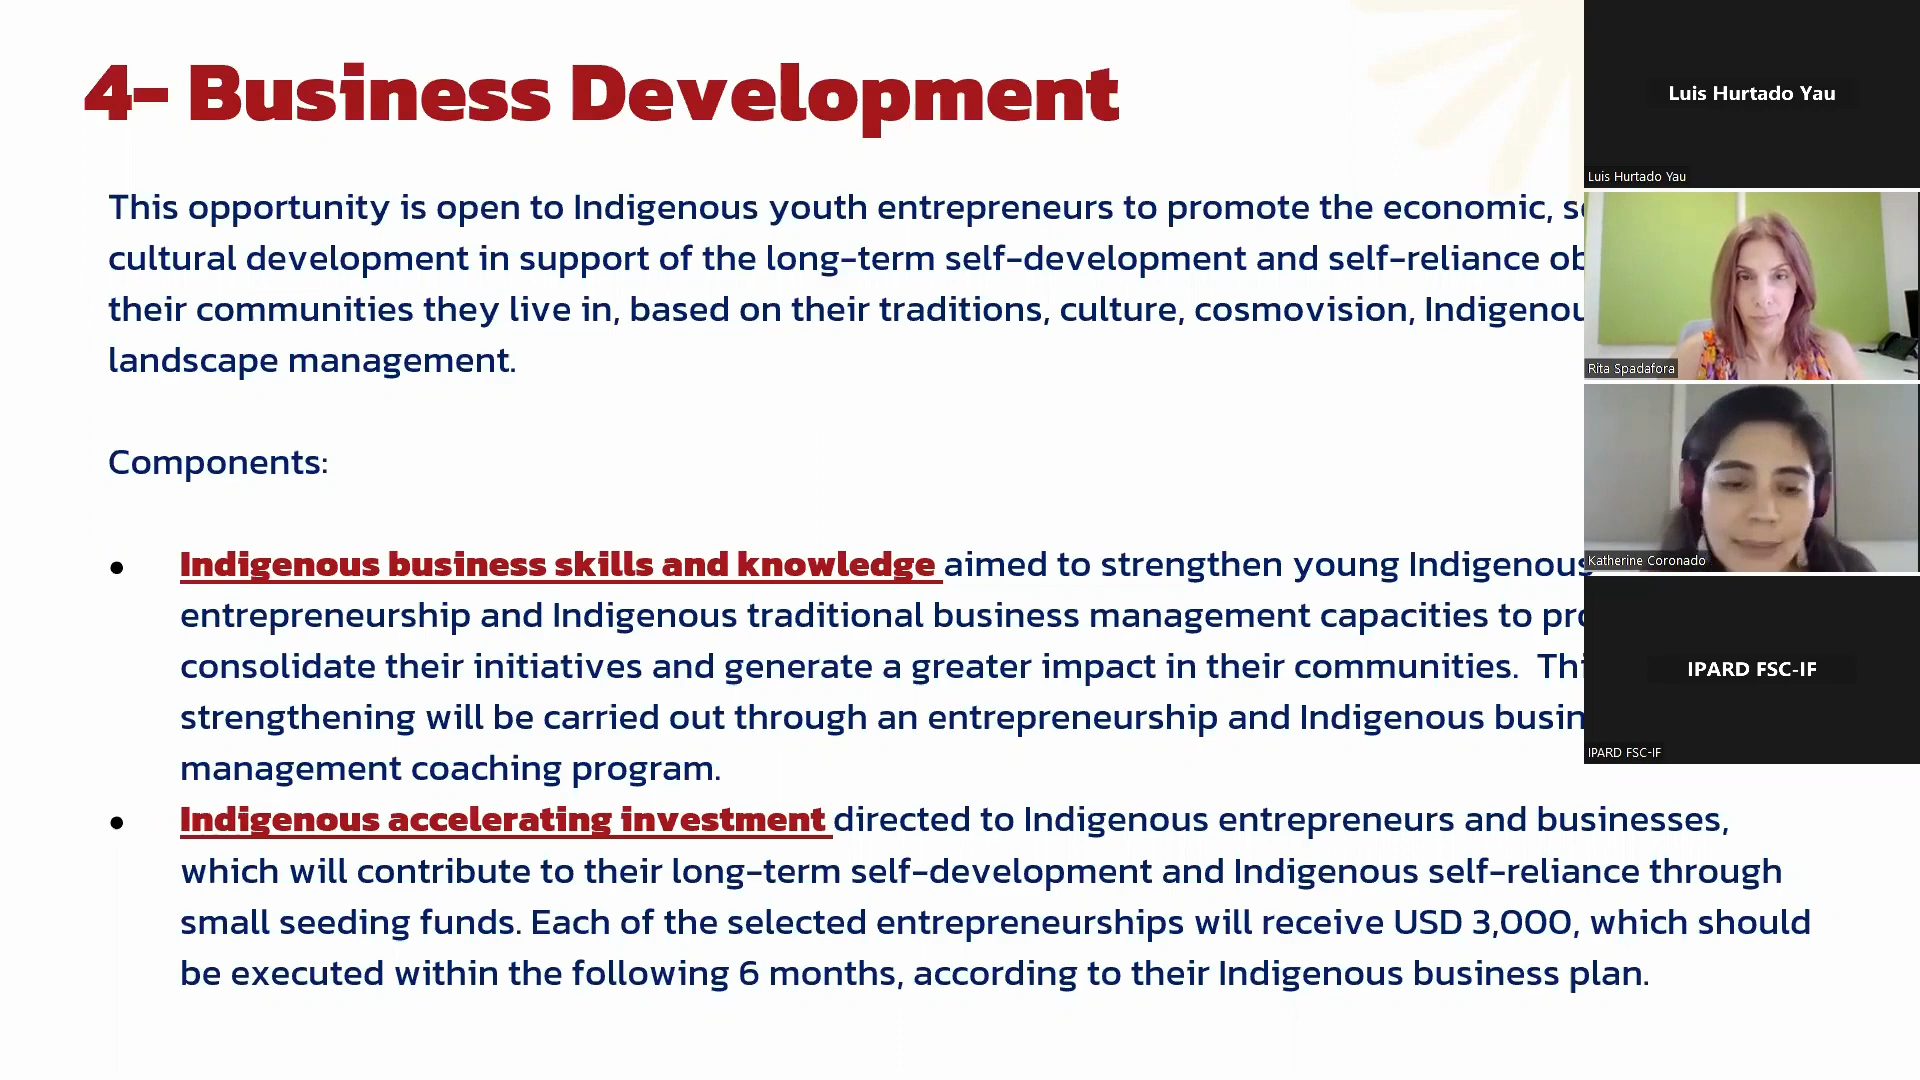 4- Business Development
This opportunity is open to Indigenous youth entrepreneurs to promote the economic,
cultural development in support of the long-term self-development and self-reliance
their communities they live in, based on their traditions, culture, cosmovision,
landscape management.
Components:
• Indigenous business skills and knowledge aimed to strengthen young Indigenous
entrepreneurship and Indigenous traditional business management capacities to
consolidate their initiatives and generate a greater impact in their communities.
strengthening will be carried out through an entrepreneurship and Indigenous
management coaching program.
• Indigenous accelerating investment directed to Indigenous entrepreneurs and businesses,
which will contribute to their long-term self-development and Indigenous self-reliance through
small seeding funds. Each of the selected entrepreneurships will receive USD 3,000, which should
be executed within the following 6 months, according to their Indigenous business plan.
Luis Hurtado Yau
Luis Hurtado Yau
Rita Spadafora
Katherine Coronado
IPARD FSC-IF
IPARD FSC-IF